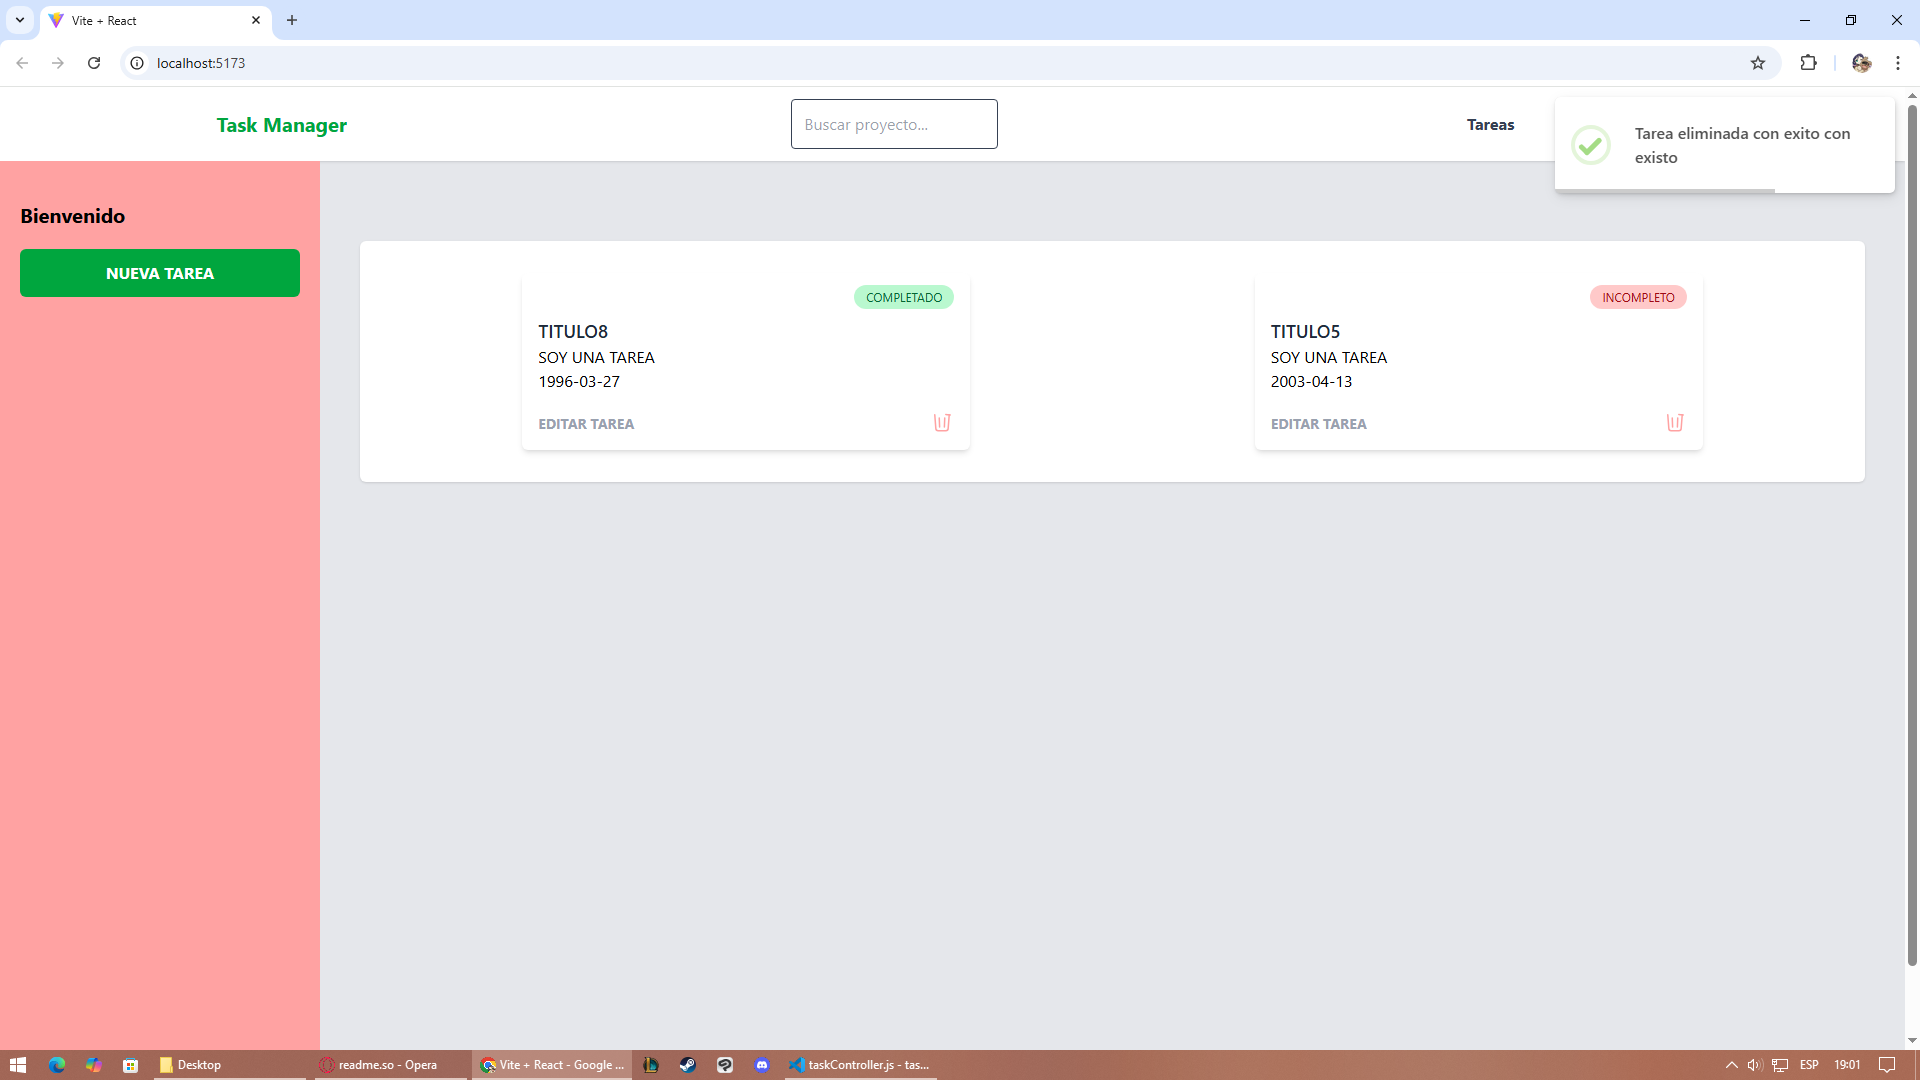 Vite + React
localhost:5173
Task Manager
Buscar proyecto...
Tareas
Tarea eliminada con exito con
existo
Bienvenido
NUEVA TAREA
COMPLETADO
TITULO8
SOY UNA TAREA
1996-03-27
EDITAR TAREA
INCOMPLETO
TITULO5
SOY UNA TAREA
2003-04-13
EDITAR TAREA
Desktop
readme.so - Opera
Vite + React - Google ...
taskController.js - tas...
ESP
19:01